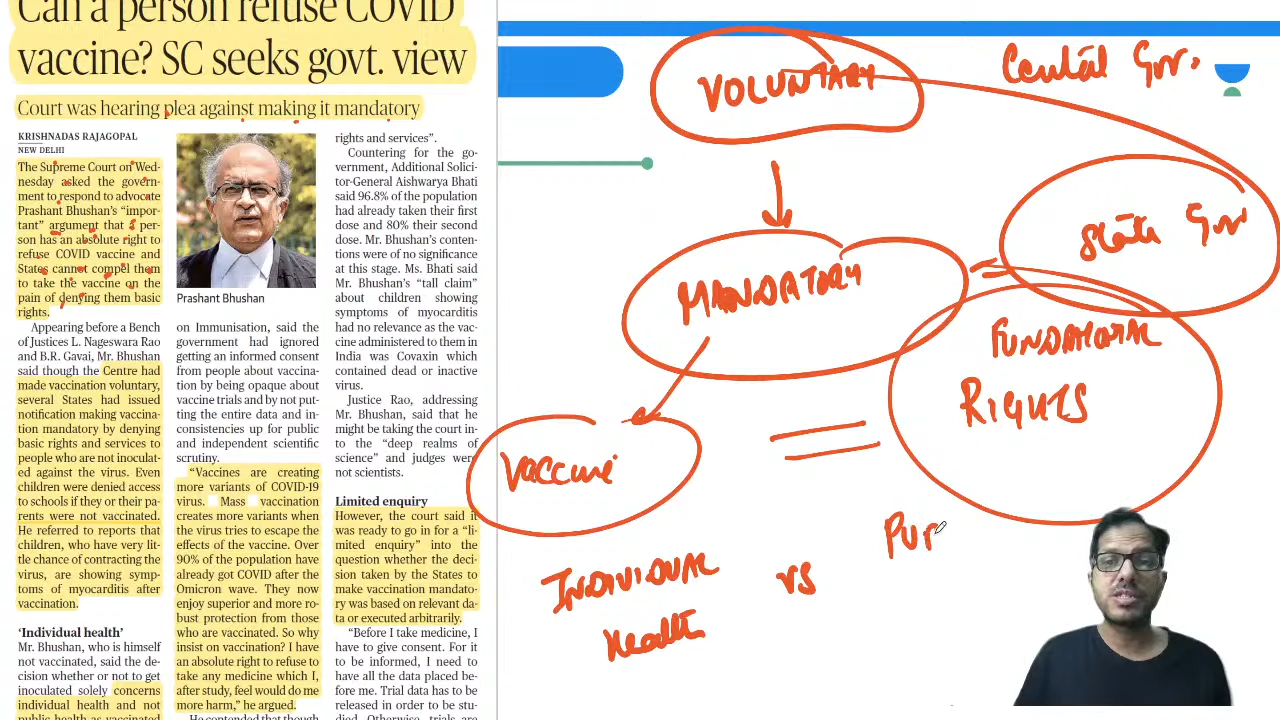 Can a person refuse COVID
vaccine? SC seeks govt. view
Court was hearing plea against making it mandatory
KRISHNADAS RAJAGOPAL
NEW DELHI
The Supreme Court on Wed-
nesday asked the govern-
ment to respond to advocate
Prashant Bhushan's "impor-
tant" argument that a per-
son has an absolute right to
refuse COVID vaccine and
States cannot compel them
to take the vaccine on the
pain of denying them basic
rights.
Appearing before a Bench
of Justices L. Nageswara Rao
and B.R. Gavai, Mr. Bhushan
said though the Centre had
made vaccination voluntary,
several States had issued
notification making vaccina-
tion mandatory by denying
basic rights and services to
people who are not inoculat-
ed against the virus. Even
children were denied access
to schools if they or their pa-
rents were not vaccinated.
He referred to reports that
children, who have very lit-
tle chance of contracting the
virus, are showing symp-
toms of myocarditis after
vaccination.
'Individual health'
Mr. Bhushan, who is himself
not vaccinated, said the de-
cision whether or not to get
inoculated solely concerns
individual health and not
public health as vaccinated
Prashant Bhushan
on Immunisation, said the
government had ignored
getting an informed consent
from people about vaccina-
tion by being opaque about
vaccine trials and by not put-
ting the entire data and in-
consistencies up for public
and independent scientific
scrutiny.
"Vaccines are creating
more variants of COVID-19
virus. Mass vaccination
creates more variants when
the virus tries to escape the
effects of the vaccine. Over
90% of the population have
already got COVID after the
Omicron wave. They now
enjoy superior and more ro-
bust protection from those
who are vaccinated. So why
insist on vaccination? I have
an absolute right to refuse to
take any medicine which I,
after study, feel would do me
more harm," he argued.
He contended that though
rights and services".
Countering for the go-
vernment, Additional Solici-
tor-General Aishwarya Bhati
said 96.8% of the population
had already taken their first
dose and 80% their second
dose. Mr. Bhushan's conten-
tions were of no significance
at this stage. Ms. Bhati said
Mr. Bhushan's "tall claim"
about children showing
symptoms of myocarditis
had no relevance as the vac-
cine administered to them in
India was Covaxin which
contained dead or inactive
virus.
Justice Rao, addressing
Mr. Bhushan, said that he
might be taking the court in-
to the "deep realms of
science" and judges were
not scientists.
Limited enquiry
However, the court said it
was ready to go in for a "li-
mited enquiry" into the
question whether the deci-
sion taken by the States to
make vaccination mandato-
ry was based on relevant da-
ta or executed arbitrarily.
"Before I take medicine, I
have to give consent. For it
to be informed, I need to
have all the data placed be-
fore me. Trial data has to be
released in order to be stu-
died. Otherwise, trials are
VOLUNTARY
Central Gov.
State Gov
MANDATORY
FUNDAMENTAL
RIGHTS
Vaccine
INDIVIDUAL
Health
vs